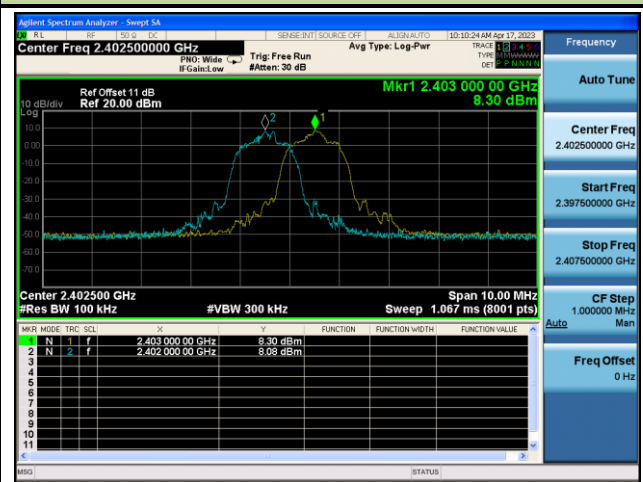 Agilent Spectrum Analyzer - Swept SA
RL RF 50 Ω DC SENSE:INT SOURCE OFF ALIGNAUTO 10:10:24 AM Apr 17, 2023
Center Freq 2.402500000 GHz
PNO: Wide
IFGain:Low
Trig: Free Run
#Atten: 30 dB
Avg Type: Log-Pwr
TRACE 1 2 3 4 5 6
TYPE M M W W W W
DET P P N N N N
Frequency
Auto Tune
Center Freq
2.402500000 GHz
Start Freq
2.397500000 GHz
Stop Freq
2.407500000 GHz
CF Step
1.000000 MHz
Auto Man
Freq Offset
0 Hz
Mkr1 2.403 000 00 GHz
8.30 dBm
Ref Offset 11 dB
10 dB/div Ref 20.00 dBm
Log
10.0
0.00
-10.0
-20.0
-30.0
-40.0
-50.0
-60.0
-70.0
2
1
Center 2.402500 GHz Span 10.00 MHz
#Res BW 100 kHz #VBW 300 kHz Sweep 1.067 ms (8001 pts)
MKR MODE TRC SCL X Y FUNCTION FUNCTION WIDTH FUNCTION VALUE
1 N 1 f 2.403 000 00 GHz 8.30 dBm
2 N 2 f 2.402 000 00 GHz 8.08 dBm
3
4
5
6
7
8
9
10
11
MSG STATUS